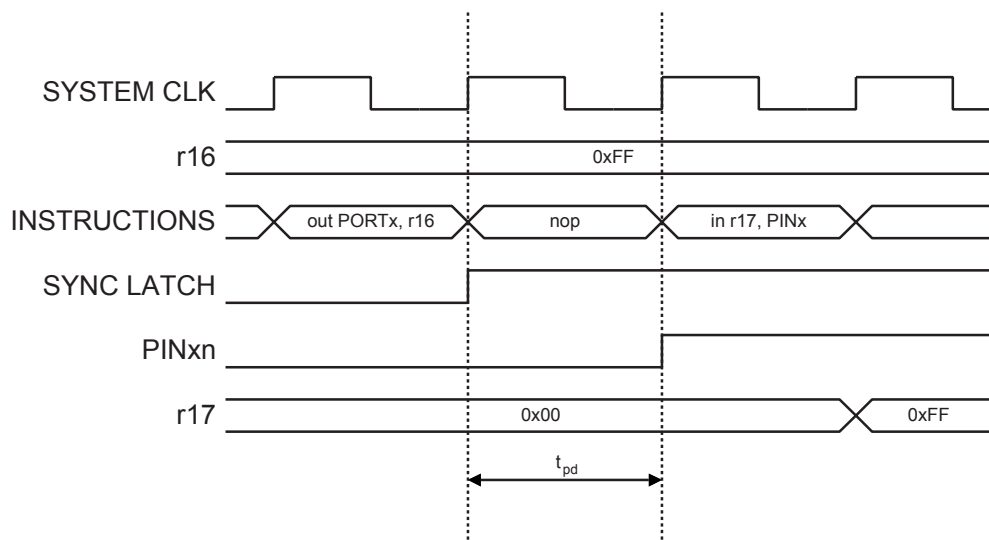 SYSTEM CLK
r16
0xFF
INSTRUCTIONS
out PORTx, r16
nop
in r17, PINx
SYNC LATCH
PINxn
r17
0x00
0xFF
tpd